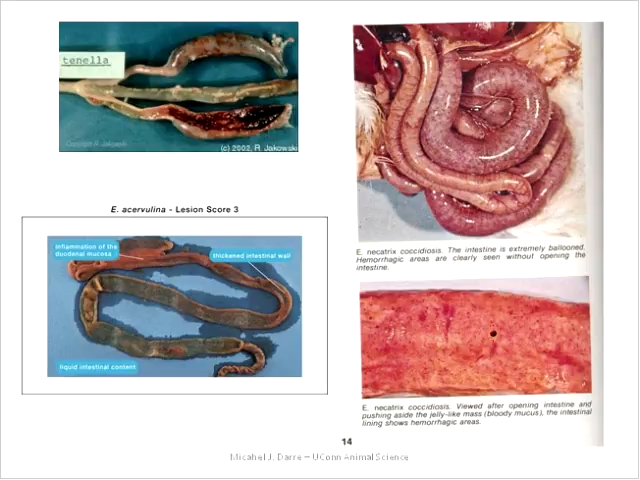 tenella
Copyright R. Jakowski
(c) 2002, R. Jakowski
E. acervulina - Lesion Score 3
inflammation of the
duodenal mucosa
thickened intestinal wall
liquid intestinal content
E. necatrix coccidiosis. The intestine is extremely ballooned.
Hemorrhagic areas are clearly seen without opening the
intestine.
E. necatrix coccidiosis. Viewed after opening intestine and
pushing aside the jelly-like mass (bloody mucus), the intestinal
lining shows hemorrhagic areas.
14
Micahel J. Darre – UConn Animal Science